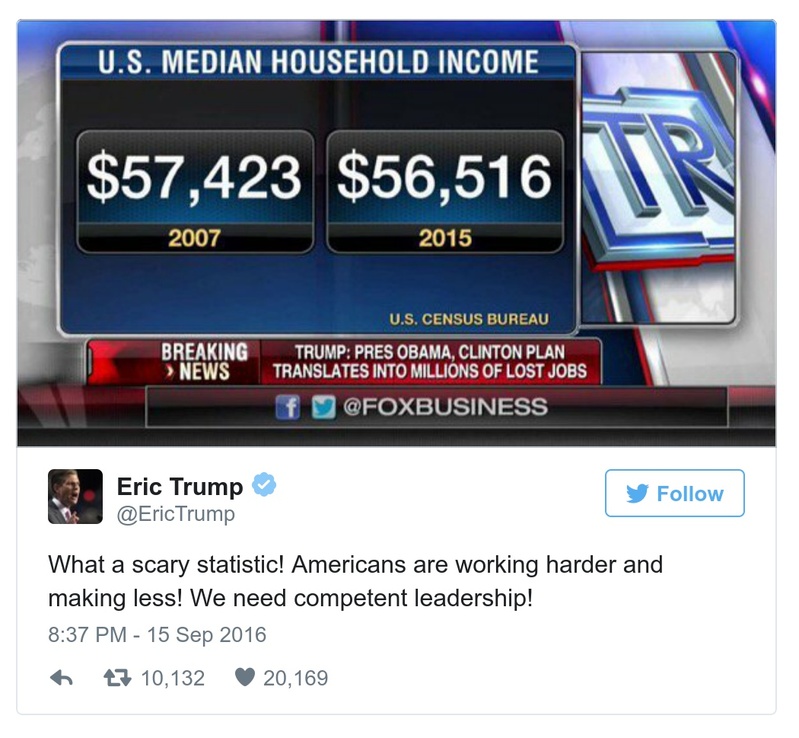 U.S. MEDIAN HOUSEHOLD INCOME
$57,423
2007
$56,516
2015
U.S. CENSUS BUREAU
TR
BREAKING
› NEWS
TRUMP: PRES OBAMA, CLINTON PLAN
TRANSLATES INTO MILLIONS OF LOST JOBS
@FOXBUSINESS
Eric Trump
@EricTrump
Follow
What a scary statistic! Americans are working harder and
making less! We need competent leadership!
8:37 PM - 15 Sep 2016
10,132
20,169